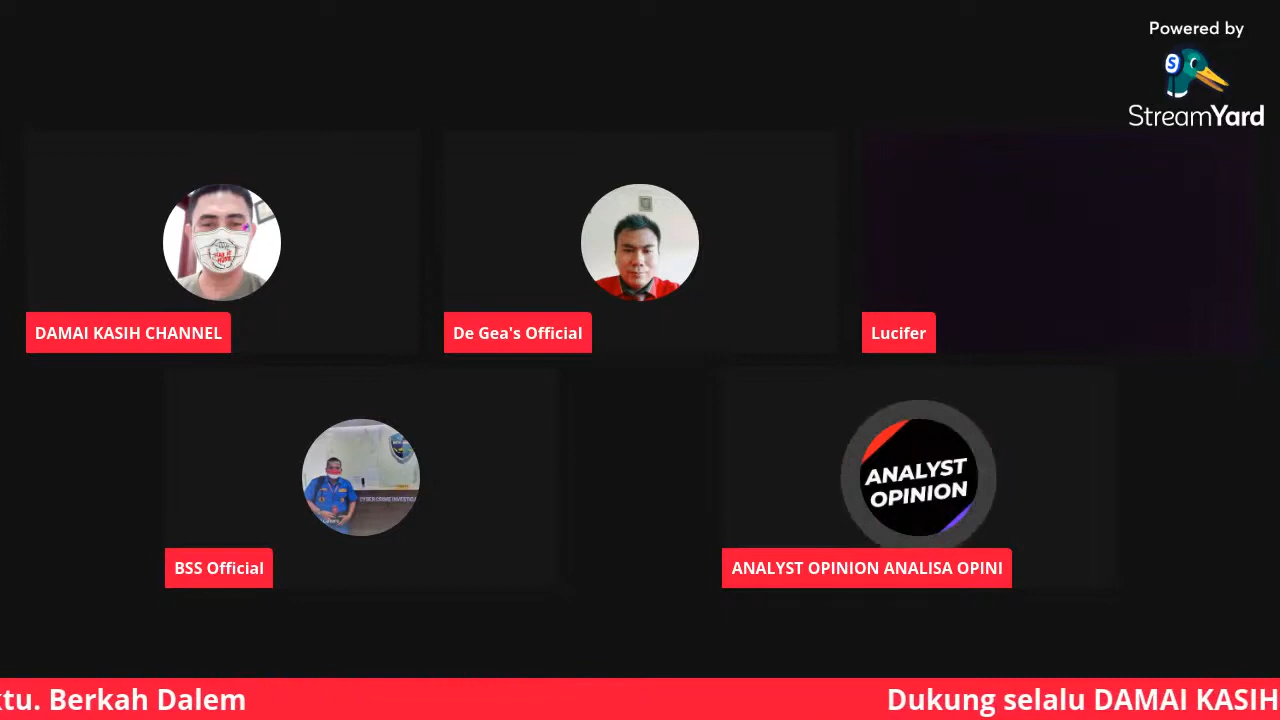 Powered by
StreamYard
DAMAI KASIH CHANNEL
De Gea's Official
Lucifer
BSS Official
ANALYST
OPINION
ANALYST OPINION ANALISA OPINI
ktu. Berkah Dalem
Dukung selalu DAMAI KASIH